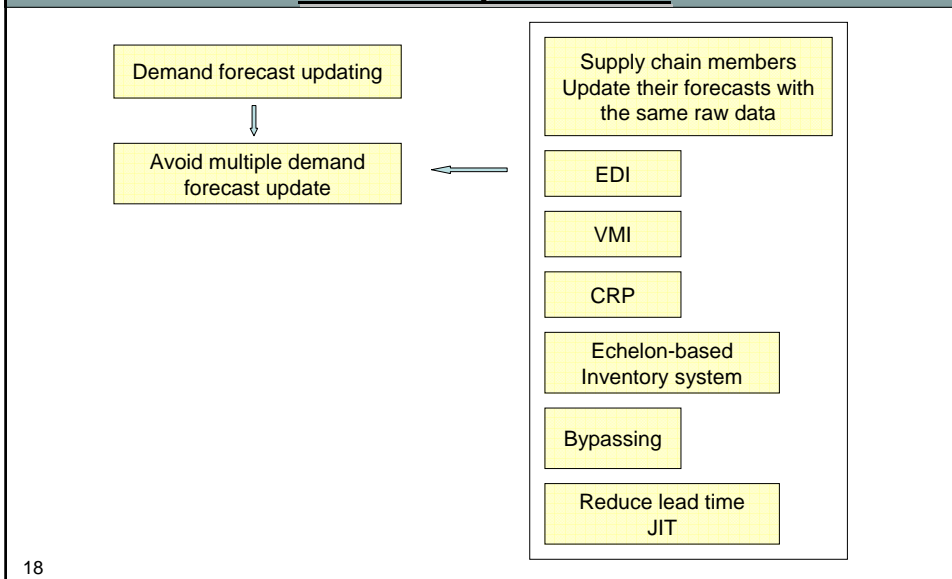 Demand forecast updating
Avoid multiple demand
forecast update
Supply chain members
Update their forecasts with
the same raw data
EDI
VMI
CRP
Echelon-based
Inventory system
Bypassing
Reduce lead time
JIT
18